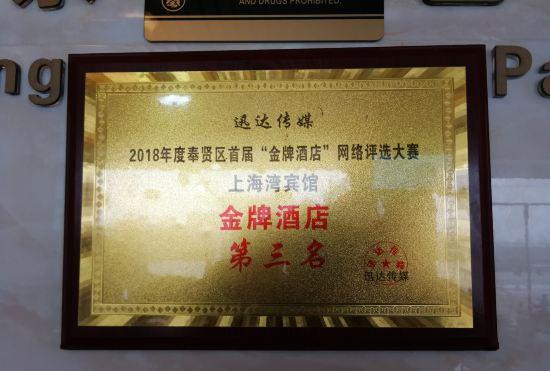 AND DRUGS PROHIBITED.
ng
Pa
迅达传媒
2018年度奉贤区首届“金牌酒店”网络评选大赛
上海湾宾馆
金牌酒店
第三名
迅达传媒